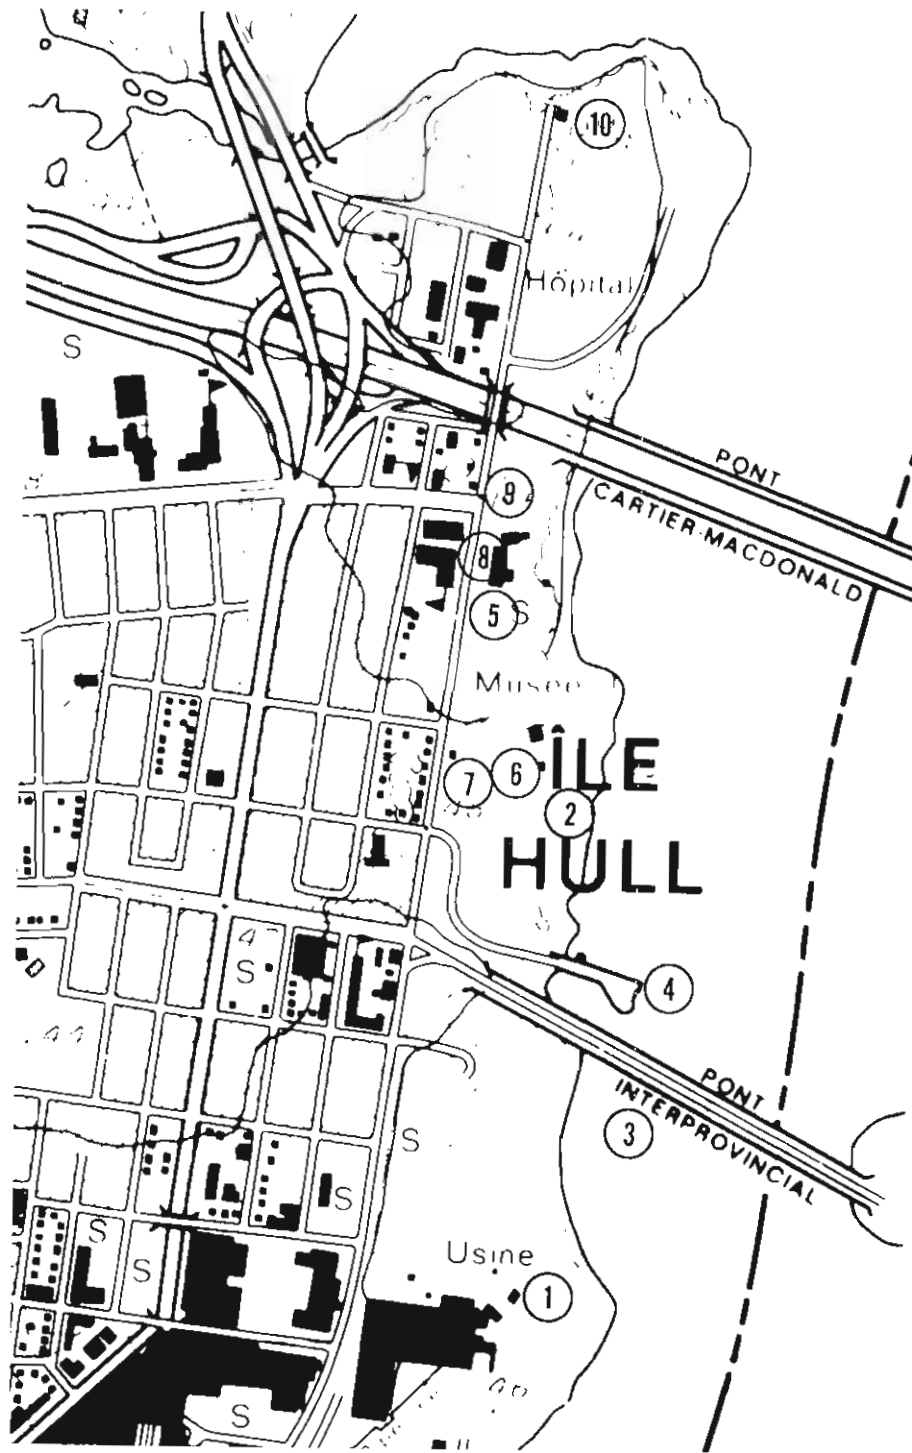 10
Hôpital
S
PONT
CARTIER-MACDONALD
9
8
5
S
Musée
7
6
ÎLE
2
HULL
47
S
4
44
PONT
INTERPROVINCIAL
3
S
S
S
S
Usine
1
S